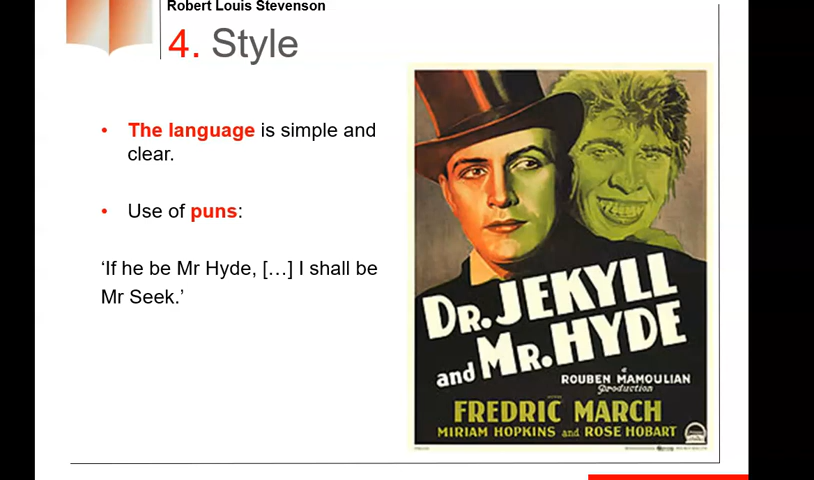 Robert Louis Stevenson
4. Style
• The language is simple and
clear.
• Use of puns:
‘If he be Mr Hyde, […] I shall be
Mr Seek.’
DR. JEKYLL
and MR. HYDE
a
ROUBEN MAMOULIAN
Production
FREDRIC MARCH
MIRIAM HOPKINS and ROSE HOBART